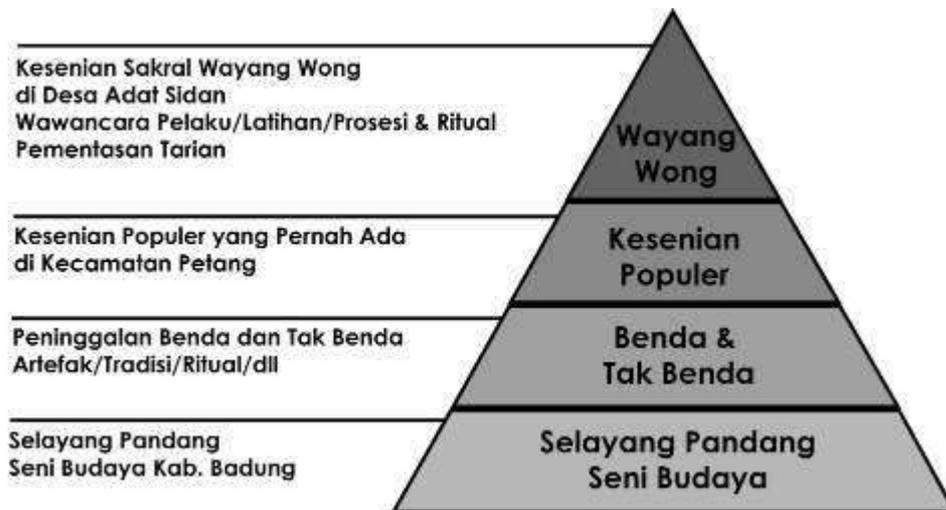 Kesenian Sakral Wayang Wong
di Desa Adat Sidan
Wawancara Pelaku/Latihan/Prosesi & Ritual
Pementasan Tarian
Wayang
Wong
Kesenian Populer yang Pernah Ada
di Kecamatan Petang
Kesenian
Populer
Peninggalan Benda dan Tak Benda
Artefak/Tradisi/Ritual/dll
Benda &
Tak Benda
Selayang Pandang
Seni Budaya Kab. Badung
Selayang Pandang
Seni Budaya